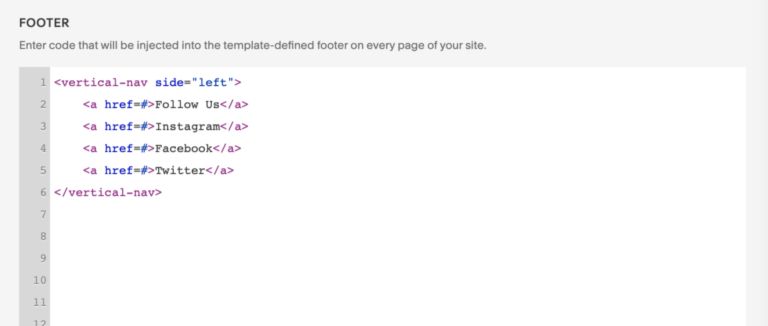 FOOTER
Enter code that will be injected into the template-defined footer on every page of your site.
1 <vertical-nav side="left">
2 <a href=#>Follow Us</a>
3 <a href=#>Instagram</a>
4 <a href=#>Facebook</a>
5 <a href=#>Twitter</a>
6 </vertical-nav>
7
8
9
10
11
12